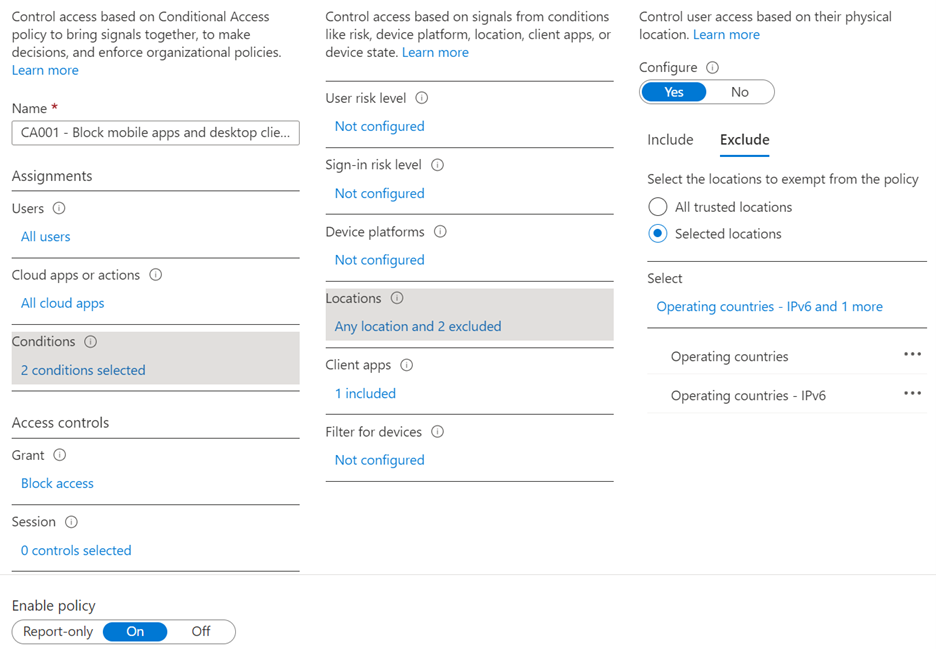 Control access based on Conditional Access
policy to bring signals together, to make
decisions, and enforce organizational policies.
Learn more
Name *
CA001 - Block mobile apps and desktop clie...
Assignments
Users
All users
Cloud apps or actions
All cloud apps
Conditions
2 conditions selected
Access controls
Grant
Block access
Session
0 controls selected
Enable policy
Report-only On Off
Control access based on signals from conditions
like risk, device platform, location, client apps, or
device state. Learn more
User risk level
Not configured
Sign-in risk level
Not configured
Device platforms
Not configured
Locations
Any location and 2 excluded
Client apps
1 included
Filter for devices
Not configured
Control user access based on their physical
location. Learn more
Configure
Yes No
Include Exclude
Select the locations to exempt from the policy
All trusted locations
Selected locations
Select
Operating countries - IPv6 and 1 more
Operating countries
Operating countries - IPv6